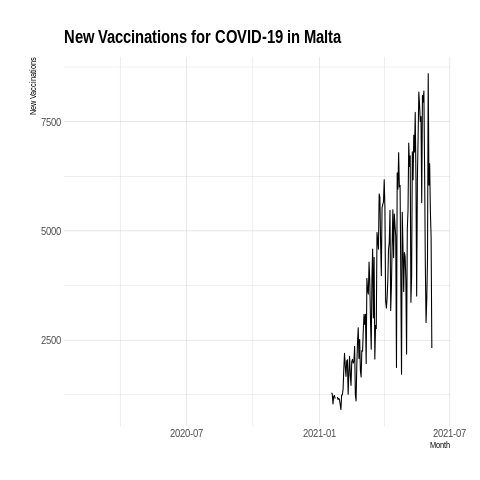 New Vaccinations for COVID-19 in Malta
New Vaccinations
7500
5000
2500
2020-07
2021-01
2021-07
Month